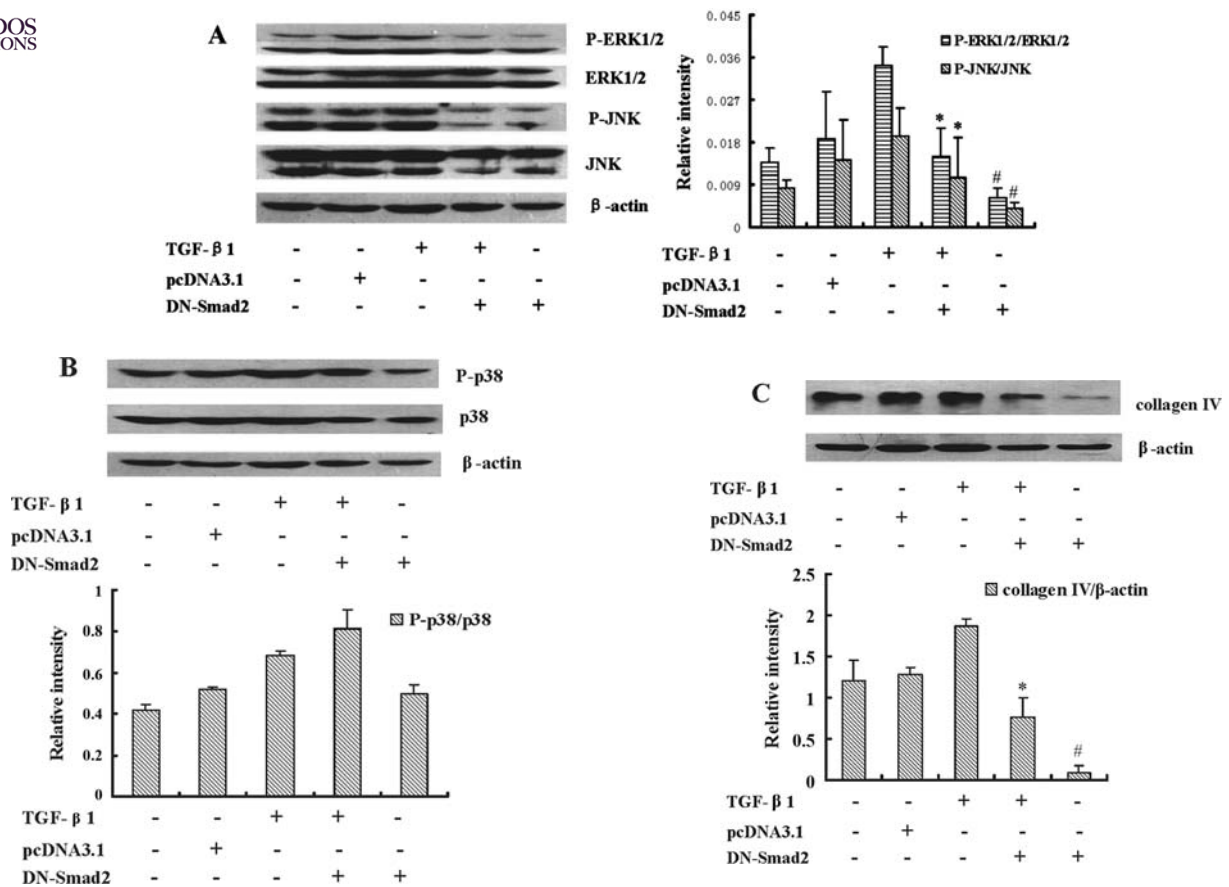 DOS
IONS
A
P-ERK1/2
ERK1/2
P-JNK
JNK
β-actin
TGF-β1 - - + + -
pcDNA3.1 - + - - -
DN-Smad2 - - - + +
0.045
0.036
0.027
0.018
0.009
0
Relative intensity
P-ERK1/2/ERK1/2
P-JNK/JNK
* *
# #
TGF-β1 - - + + -
pcDNA3.1 - + - - -
DN-Smad2 - - - + +
B
P-p38
p38
β-actin
TGF-β1 - - + + -
pcDNA3.1 - + - - -
DN-Smad2 - - - + +
1
0.8
0.6
0.4
0.2
0
Relative intensity
P-p38/p38
TGF-β1 - - + + -
pcDNA3.1 - + - - -
DN-Smad2 - - - + +
C
collagen IV
β-actin
TGF-β1 - - + + -
pcDNA3.1 - + - - -
DN-Smad2 - - - + +
2.5
2
1.5
1
0.5
0
Relative intensity
collagen IV/β-actin
*
#
TGF-β1 - - + + -
pcDNA3.1 - + - - -
DN-Smad2 - - - + +